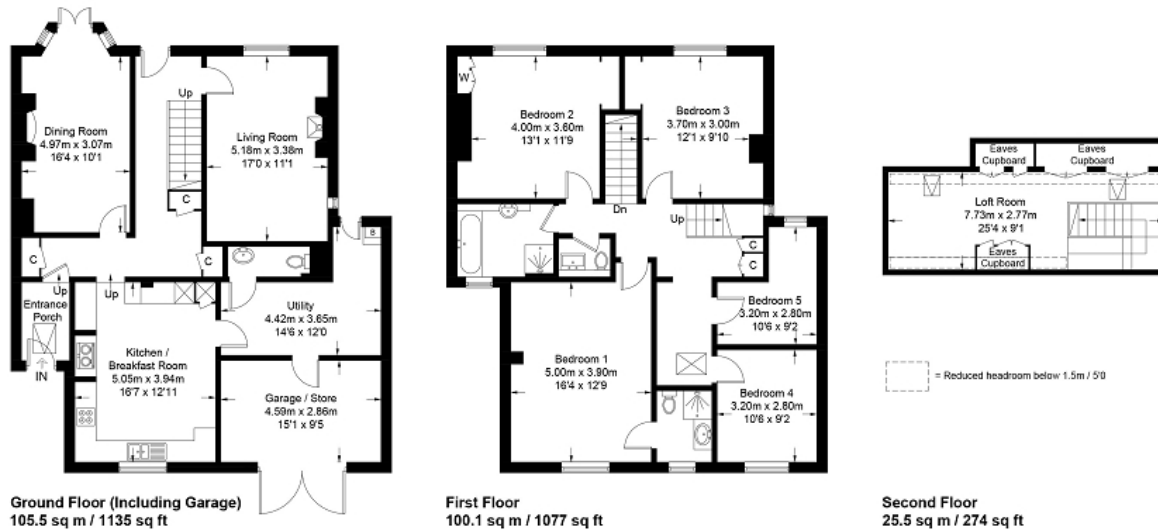 Dining Room
4.97m x 3.07m
16'4 x 10'1
Up
Living Room
5.18m x 3.38m
17'0 x 11'1
C
B
C
C
Up
Entrance
Porch
IN
Up
Kitchen /
Breakfast Room
5.05m x 3.94m
16'7 x 12'11
Utility
4.42m x 3.65m
14'6 x 12'0
Garage / Store
4.59m x 2.86m
15'1 x 9'5
Ground Floor (Including Garage)
105.5 sq m / 1135 sq ft
W
Bedroom 2
4.00m x 3.60m
13'1 x 11'9
Bedroom 3
3.70m x 3.00m
12'1 x 9'10
Dn
Up
C
C
Bedroom 5
3.20m x 2.80m
10'6 x 9'2
Bedroom 1
5.00m x 3.90m
16'4 x 12'9
Bedroom 4
3.20m x 2.80m
10'6 x 9'2
First Floor
100.1 sq m / 1077 sq ft
Eaves
Cupboard
Eaves
Cupboard
Loft Room
7.73m x 2.77m
25'4 x 9'1
Eaves
Cupboard
= Reduced headroom below 1.5m / 5'0
Second Floor
25.5 sq m / 274 sq ft